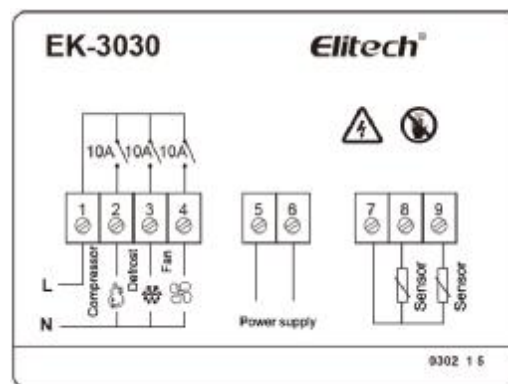 EK-3030 Elitech®
10A 10A 10A
1 2 3 4 5 6 7 8 9
L
Compressor
Defrost
Fan
N
Power supply
Sensor
Sensor
0302 1 5